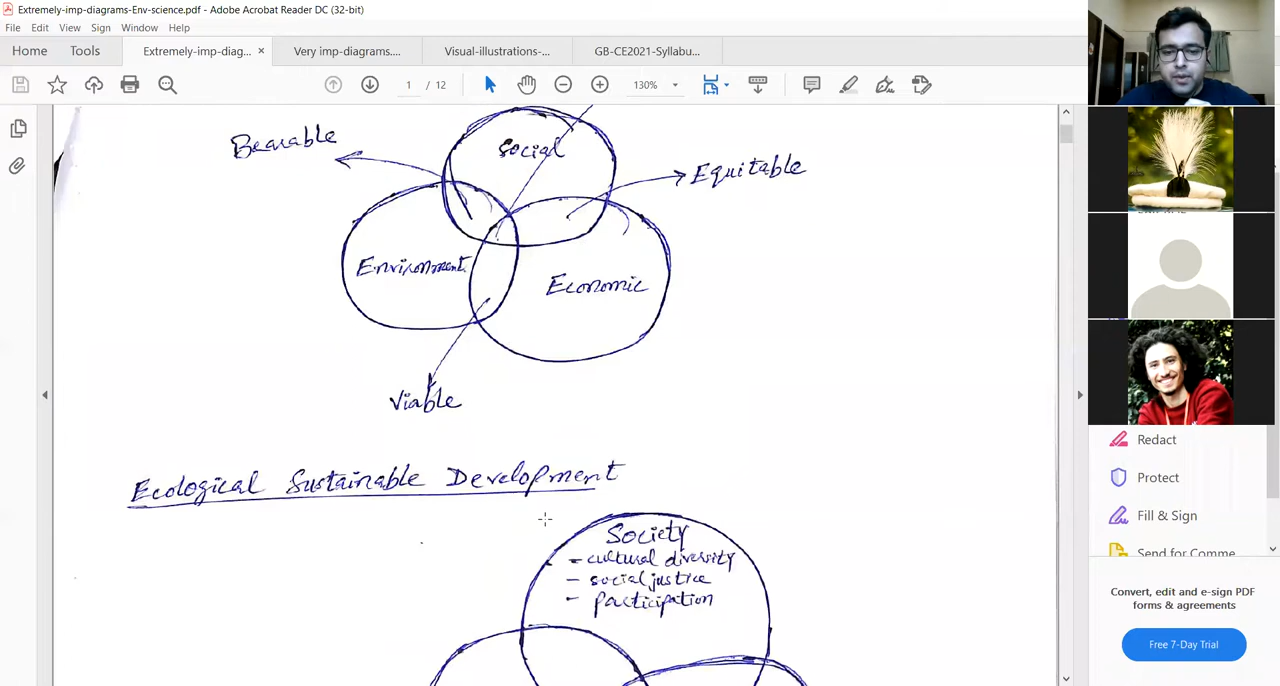 Extremely-imp-diagrams-Env-science.pdf - Adobe Acrobat Reader DC (32-bit)
File Edit View Sign Window Help
Home Tools Extremely-imp-diag... × Very imp-diagrams.... Visual-illustrations-... GB-CE2021-Syllabu...
1 / 12 130%
Bearable
Social
Equitable
Environment
Economic
Viable
Ecological Sustainable Development
Society
- cultural diversity
- social justice
- participation
Redact
Protect
Fill & Sign
Send for Comme
Convert, edit and e-sign PDF
forms & agreements
Free 7-Day Trial